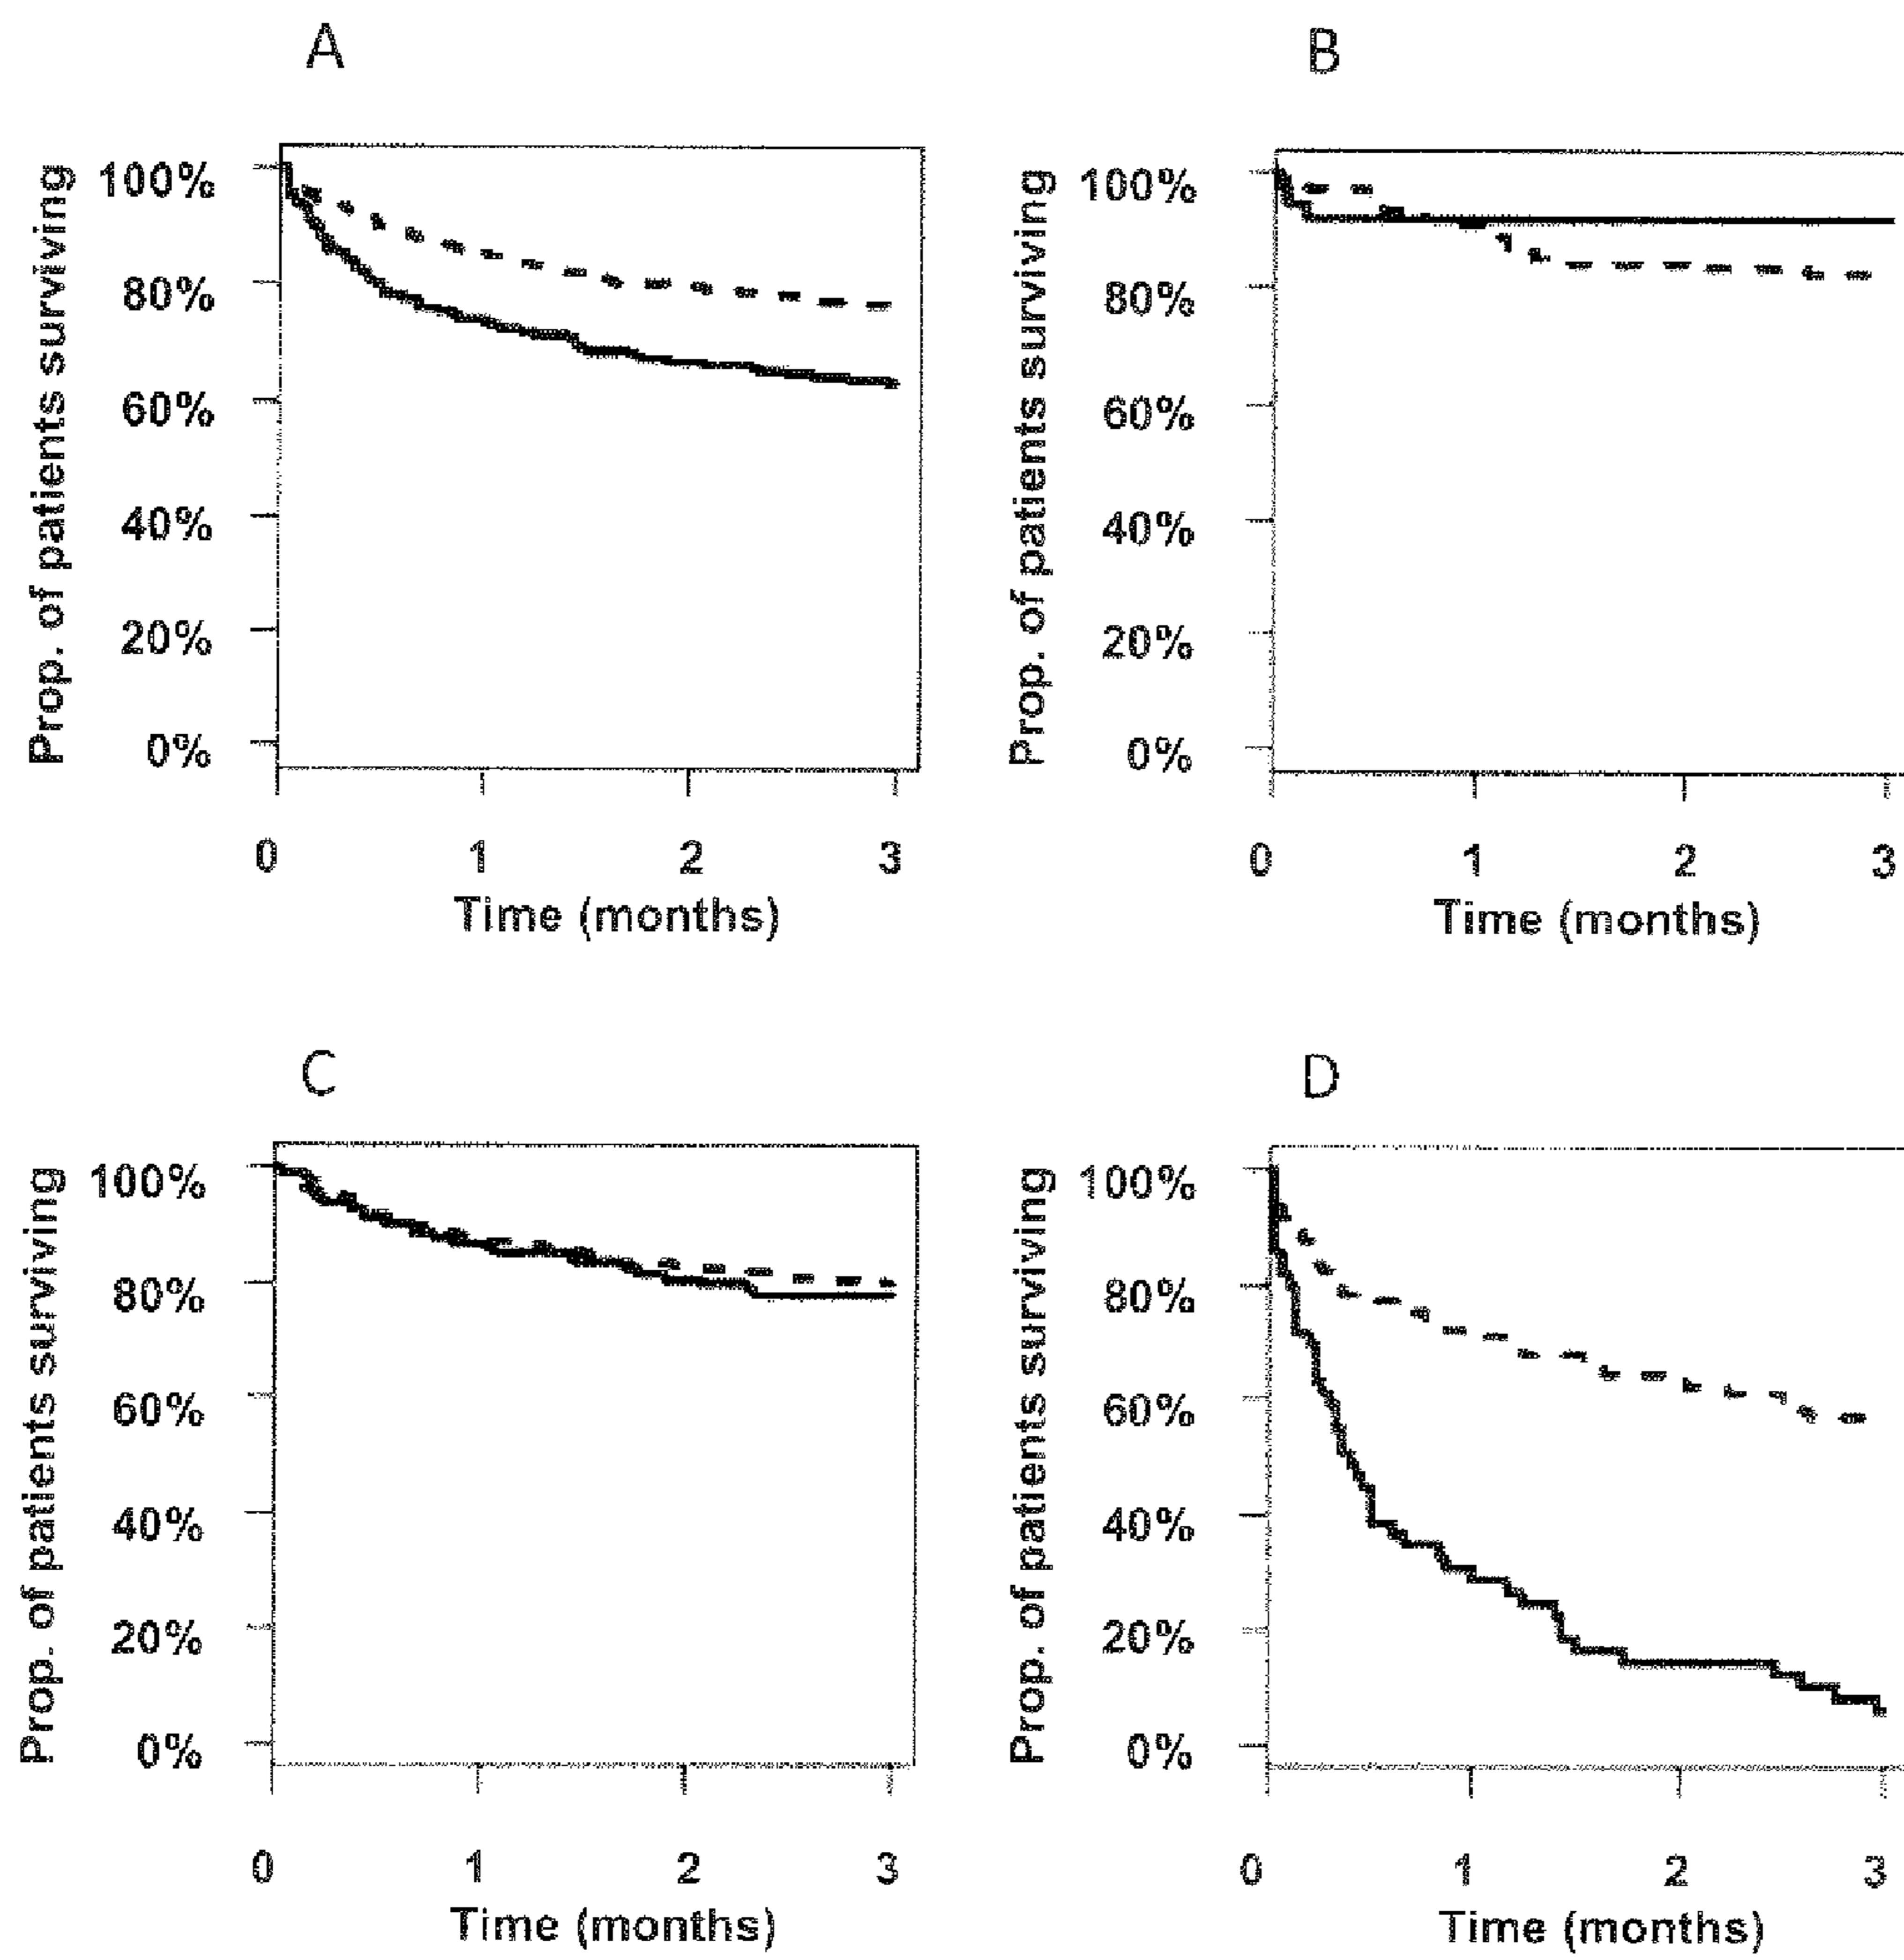 A
Prop. of patients surviving
100%
80%
60%
40%
20%
0%
0 1 2 3
Time (months)
B
Prop. of patients surviving
100%
80%
60%
40%
20%
0%
0 1 2 3
Time (months)
C
Prop. of patients surviving
100%
80%
60%
40%
20%
0%
0 1 2 3
Time (months)
D
Prop. of patients surviving
100%
80%
60%
40%
20%
0%
0 1 2 3
Time (months)